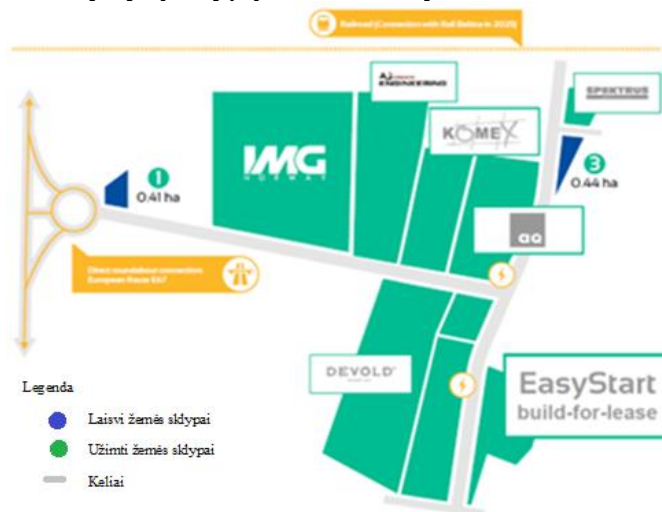 Railroad (Connection with Rail Baltica in 2026)
ENGINEERING
SPEKTRUS
KOMEX
IMG
NORWAY
1
0.41 ha
3
0.44 ha
aq
Direct roundabout connection
European Route E67
DEVOLD
EasyStart
build-for-lease
Legenda
Laisvi žemės sklypai
Užimti žemės sklypai
Keliai